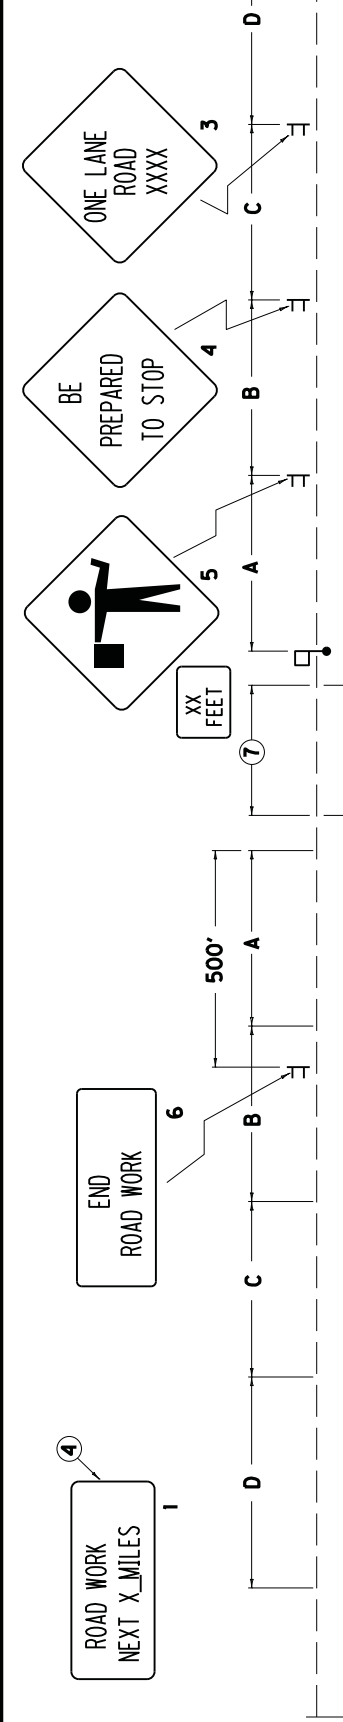 ROAD WORK
NEXT X_MILES
4
1
END
ROAD WORK
6
XX
FEET
5
BE
PREPARED
TO STOP
4
ONE LANE
ROAD
XXXX
3
500'
7
D
C
B
A
A
B
C
D